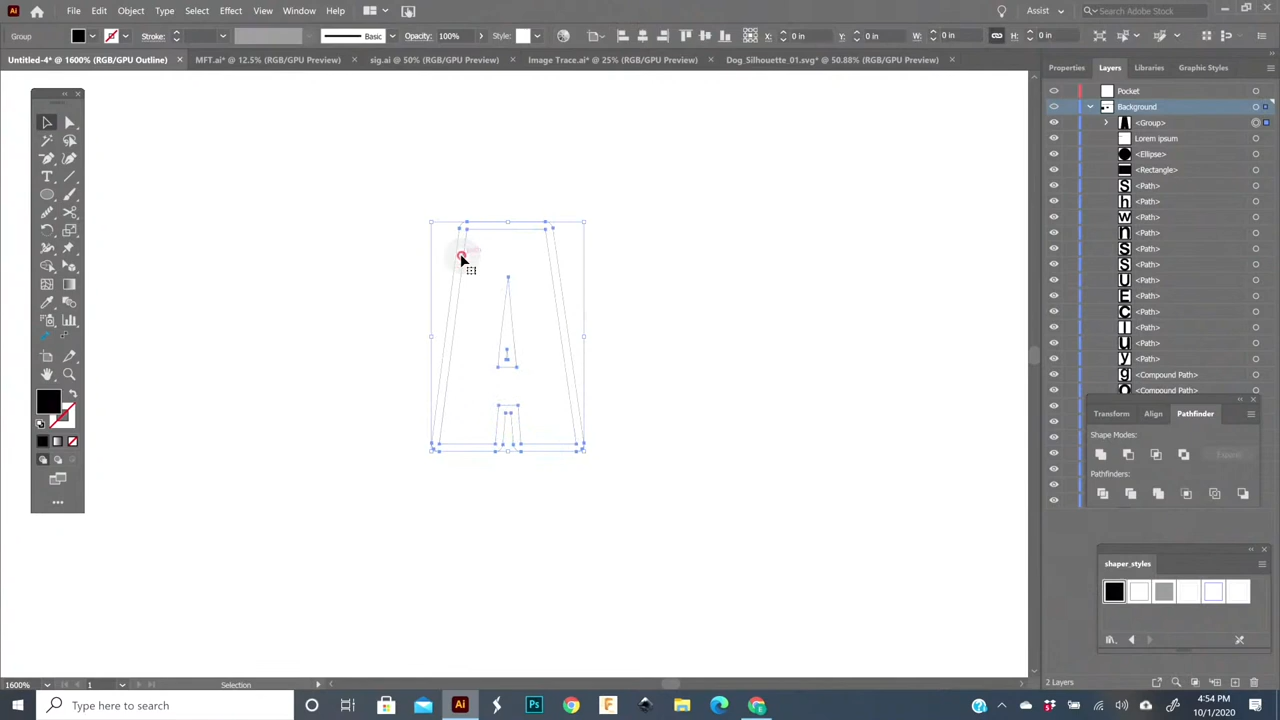 Ai File Edit Object Type Select Effect View Window Help Assist Search Adobe Stock
Group Stroke: Basic Opacity: 100% Style: X: 0 in Y: 0 in W: 0 in H: 0 in
Untitled-4* @ 1600% (RGB/GPU Outline) × MFT.ai* @ 12.5% (RGB/GPU Preview) × sig.ai @ 50% (RGB/GPU Preview) × Image Trace.ai* @ 25% (RGB/GPU Preview) × Dog_Silhouette_01.svg* @ 50.88% (RGB/GPU Preview) ×
Properties Layers Libraries Graphic Styles
Pocket
Background
<Group>
Lorem ipsum
<Ellipse>
<Rectangle>
S <Path>
h <Path>
w <Path>
n <Path>
S <Path>
S <Path>
U <Path>
E <Path>
C <Path>
I <Path>
u <Path>
y <Path>
g <Compound Path>
<Compound Path>
Transform Align Pathfinder
Shape Modes:
Expand
Pathfinders:
shaper_styles
1600% 1 Selection 2 Layers
Type here to search Ai Ps 4:54 PM
10/1/2020